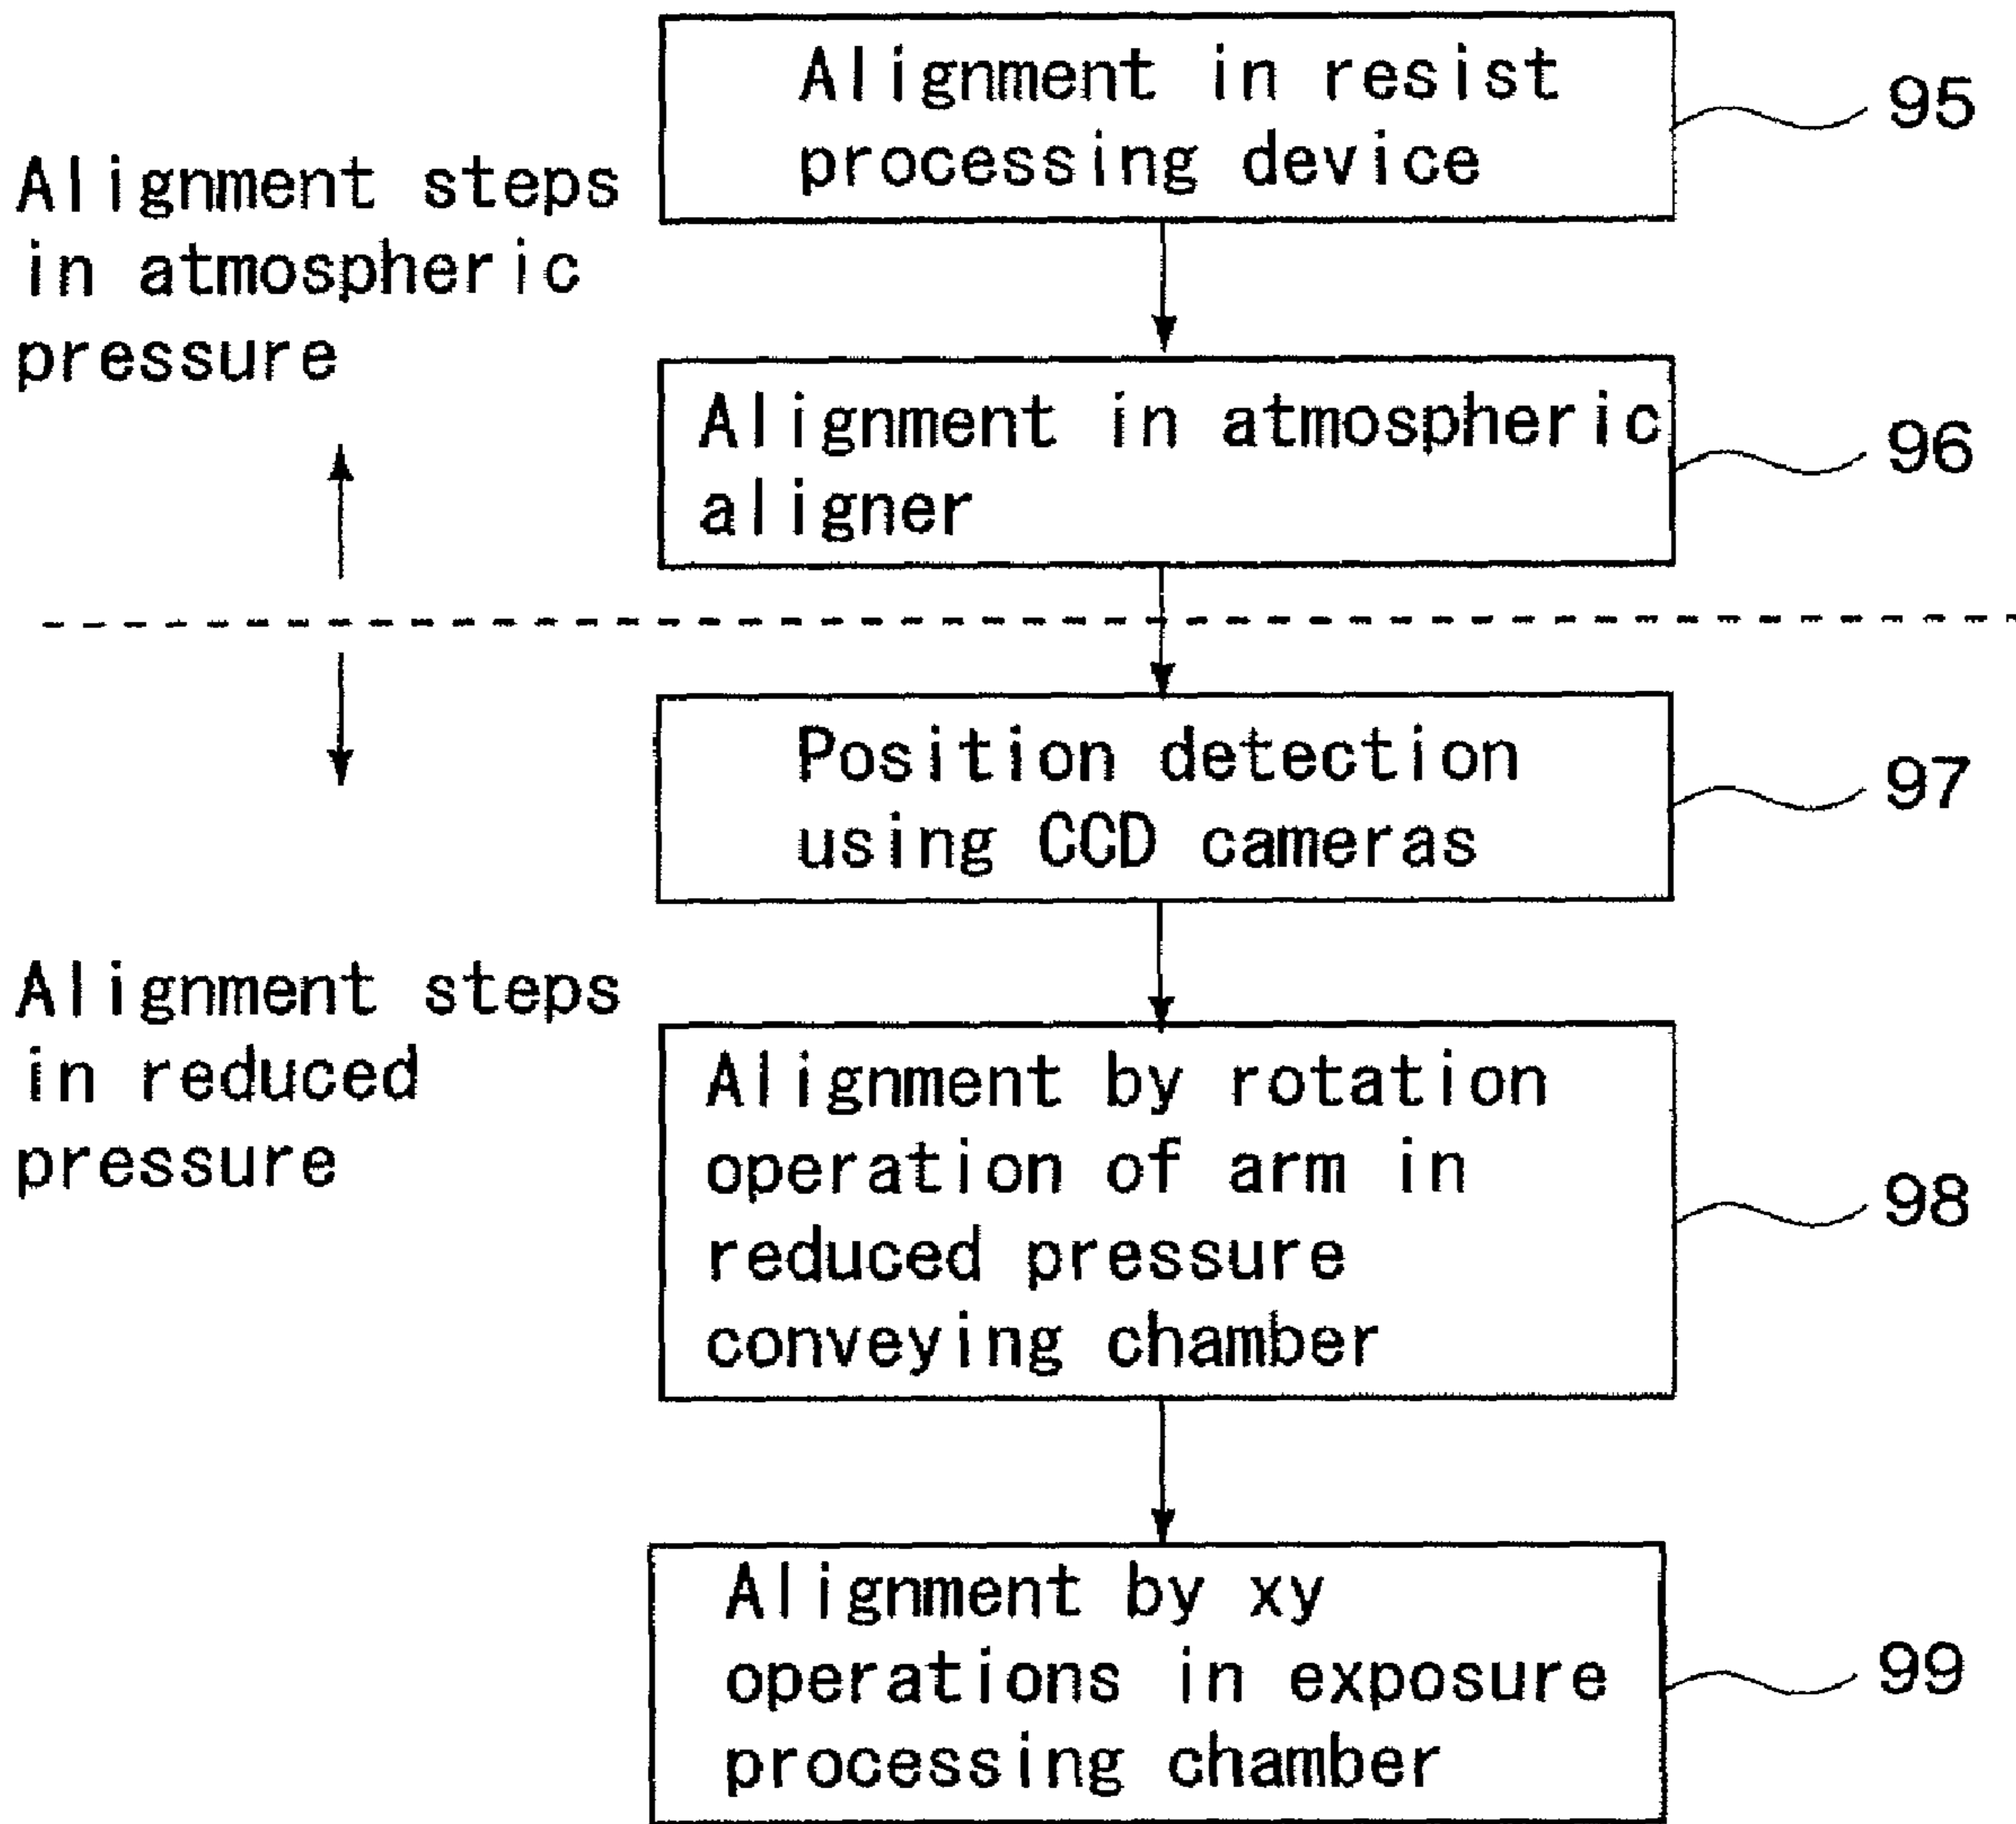 Alignment in resist
processing device
95
Alignment steps
in atmospheric
pressure
Alignment in atmospheric
aligner
96
Position detection
using CCD cameras
97
Alignment steps
in reduced
pressure
Alignment by rotation
operation of arm in
reduced pressure
conveying chamber
98
Alignment by xy
operations in exposure
processing chamber
99